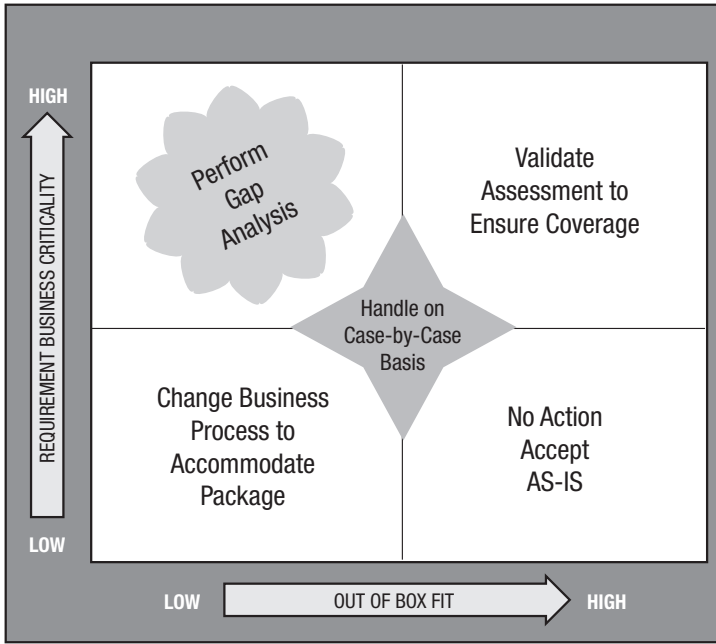 HIGH
REQUIREMENT BUSINESS CRITICALITY
LOW
Perform
Gap
Analysis
Validate
Assessment to
Ensure Coverage
Handle on
Case-by-Case
Basis
Change Business
Process to
Accommodate
Package
No Action
Accept
AS-IS
LOW
OUT OF BOX FIT
HIGH